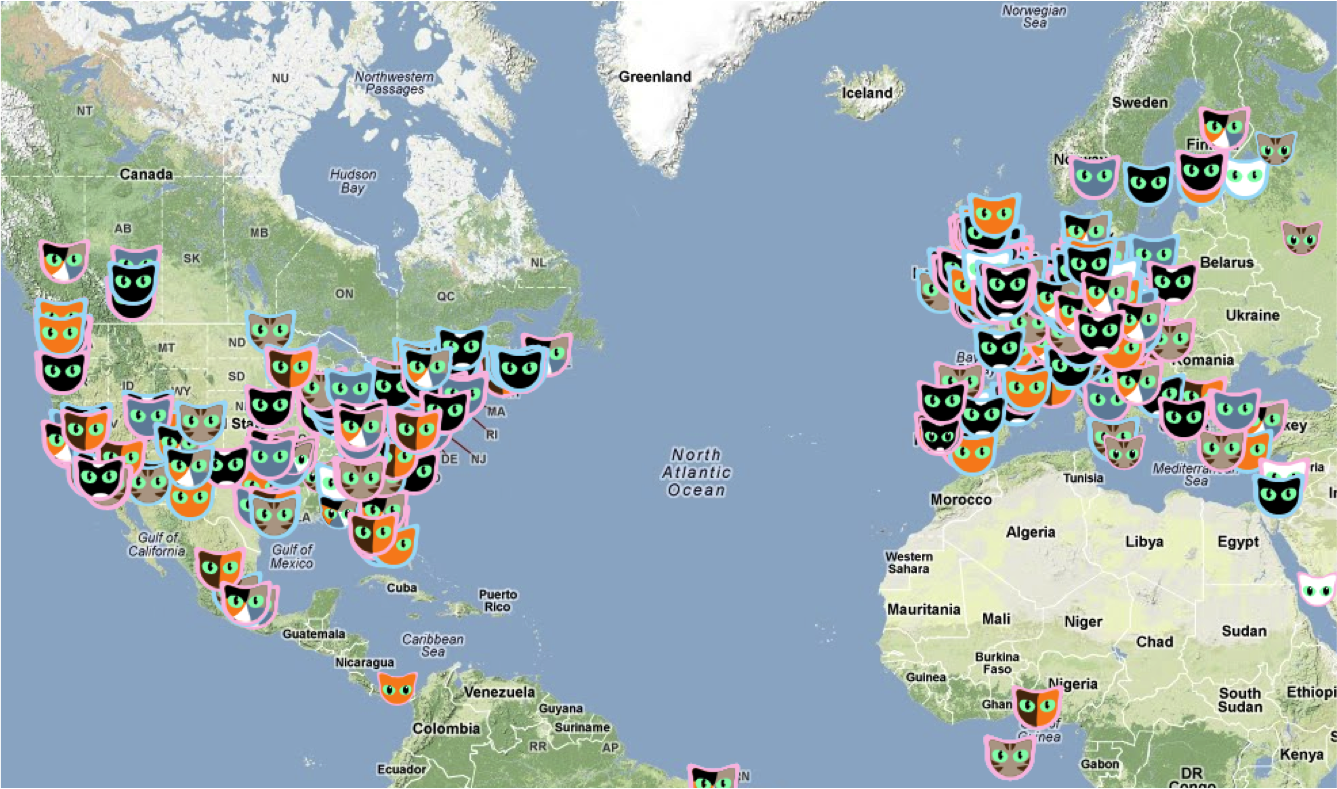 Norwegian
Sea
Greenland
NU
Northwestern
Passages
Iceland
Sweden
NT
Canada
Hudson
Bay
AB
MB
SK
NL
ON
QC
Belarus
Ukraine
ND
MT
SD
ID
WY
MA
RI
DE
NJ
North
Atlantic
Ocean
Mediterranean
Sea
Tunisia
Morocco
Algeria
Libya
Egypt
Gulf of
California
Gulf of
Mexico
Western
Sahara
Cuba
Puerto
Rico
Mauritania
Mali
Niger
Chad
Sudan
Guatemala
Caribbean
Sea
Nicaragua
Burkina
Faso
Guinea
Nigeria
Venezuela
Guyana
Suriname
South
Sudan
Ethiopi
Ghan
Colombia
RR
AP
Ecuador
Gabon
Kenya
DR
Congo
RN